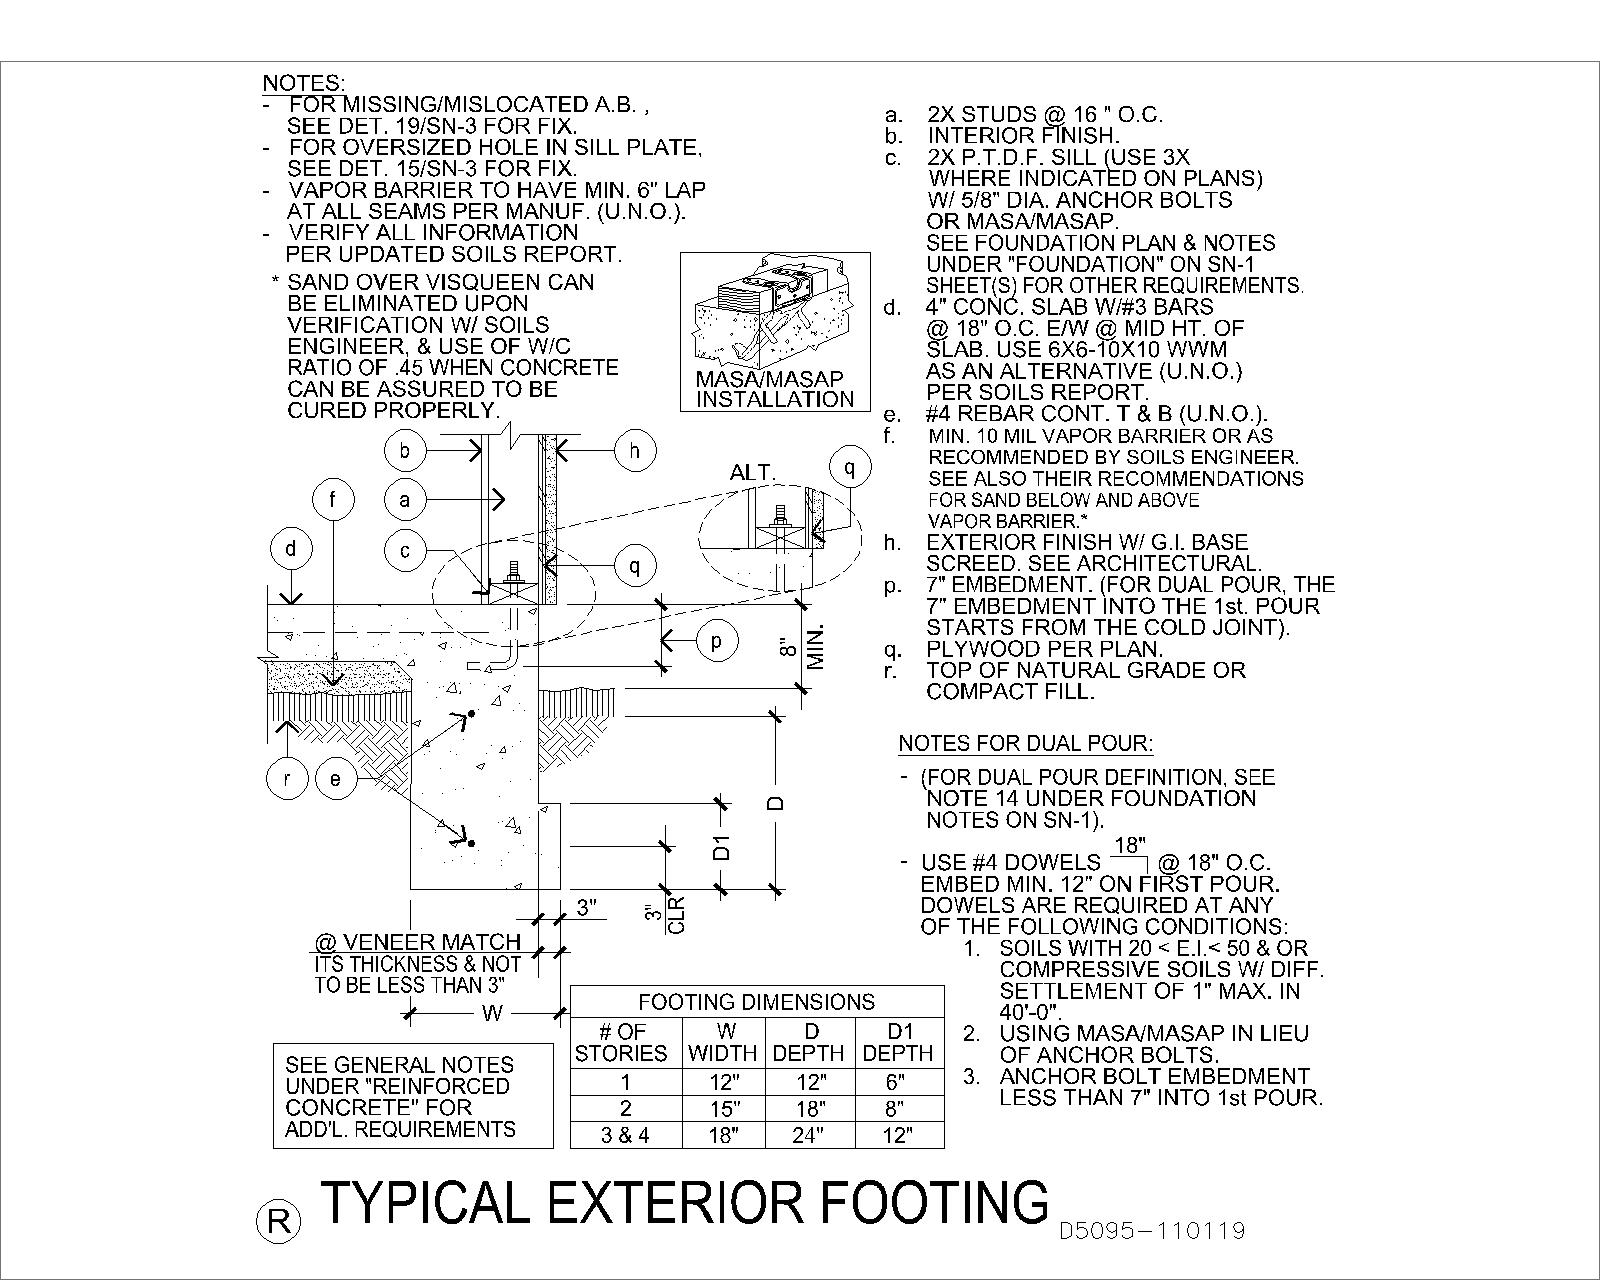 NOTES:
- FOR MISSING/MISLOCATED A.B. ,
SEE DET. 19/SN-3 FOR FIX.
- FOR OVERSIZED HOLE IN SILL PLATE,
SEE DET. 15/SN-3 FOR FIX.
- VAPOR BARRIER TO HAVE MIN. 6" LAP
AT ALL SEAMS PER MANUF. (U.N.O.).
- VERIFY ALL INFORMATION
PER UPDATED SOILS REPORT.
* SAND OVER VISQUEEN CAN
BE ELIMINATED UPON
VERIFICATION W/ SOILS
ENGINEER, & USE OF W/C
RATIO OF .45 WHEN CONCRETE
CAN BE ASSURED TO BE
CURED PROPERLY.
MASA/MASAP
INSTALLATION
a. 2X STUDS @ 16 " O.C.
b. INTERIOR FINISH.
c. 2X P.T.D.F. SILL (USE 3X
WHERE INDICATED ON PLANS)
W/ 5/8" DIA. ANCHOR BOLTS
OR MASA/MASAP.
SEE FOUNDATION PLAN & NOTES
UNDER "FOUNDATION" ON SN-1
SHEET(S) FOR OTHER REQUIREMENTS.
d. 4" CONC. SLAB W/#3 BARS
@ 18" O.C. E/W @ MID HT. OF
SLAB. USE 6X6-10X10 WWM
AS AN ALTERNATIVE (U.N.O.)
PER SOILS REPORT.
e. #4 REBAR CONT. T & B (U.N.O.).
f. MIN. 10 MIL VAPOR BARRIER OR AS
RECOMMENDED BY SOILS ENGINEER.
SEE ALSO THEIR RECOMMENDATIONS
FOR SAND BELOW AND ABOVE
VAPOR BARRIER.*
h. EXTERIOR FINISH W/ G.I. BASE
SCREED. SEE ARCHITECTURAL.
p. 7" EMBEDMENT. (FOR DUAL POUR, THE
7" EMBEDMENT INTO THE 1st. POUR
STARTS FROM THE COLD JOINT).
q. PLYWOOD PER PLAN.
r. TOP OF NATURAL GRADE OR
COMPACT FILL.
NOTES FOR DUAL POUR:
- (FOR DUAL POUR DEFINITION, SEE
NOTE 14 UNDER FOUNDATION
NOTES ON SN-1).
18"
- USE #4 DOWELS @ 18" O.C.
EMBED MIN. 12" ON FIRST POUR.
DOWELS ARE REQUIRED AT ANY
OF THE FOLLOWING CONDITIONS:
1. SOILS WITH 20 < E.I.< 50 & OR
COMPRESSIVE SOILS W/ DIFF.
SETTLEMENT OF 1" MAX. IN
40'-0".
2. USING MASA/MASAP IN LIEU
OF ANCHOR BOLTS.
3. ANCHOR BOLT EMBEDMENT
LESS THAN 7" INTO 1st POUR.
b
h
ALT.
q
f
a
d
c
q
p
8"
MIN.
r
e
D
D1
3"
3"
CLR
@ VENEER MATCH
ITS THICKNESS & NOT
TO BE LESS THAN 3"
W
SEE GENERAL NOTES
UNDER "REINFORCED
CONCRETE" FOR
ADD'L. REQUIREMENTS
FOOTING DIMENSIONS
# OF W D D1
STORIES WIDTH DEPTH DEPTH
1 12" 12" 6"
2 15" 18" 8"
3 & 4 18" 24" 12"
R TYPICAL EXTERIOR FOOTING
D5095-110119